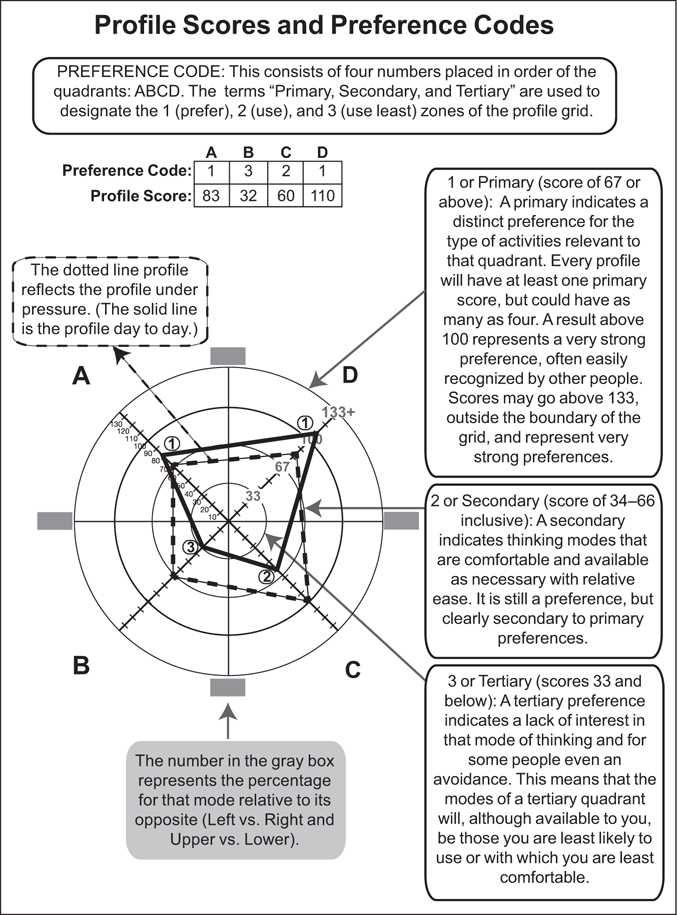 Profile Scores and Preference Codes
PREFERENCE CODE: This consists of four numbers placed in order of the
quadrants: ABCD. The terms “Primary, Secondary, and Tertiary” are used to
designate the 1 (prefer), 2 (use), and 3 (use least) zones of the profile grid.
A B C D
Preference Code: 1 3 2 1
Profile Score: 83 32 60 110
1 or Primary (score of 67 or
above): A primary indicates a
distinct preference for the
type of activities relevant to
that quadrant. Every profile
will have at least one primary
score, but could have as
many as four. A result above
100 represents a very strong
preference, often easily
recognized by other people.
Scores may go above 133,
outside the boundary of the
grid, and represent very
strong preferences.
The dotted line profile
reflects the profile under
pressure. (The solid line
is the profile day to day.)
A
D
133+
100
67
33
130
120
110
100
90
80
70
60
50
40
30
20
10
1
1
3
2
B
C
2 or Secondary (score of 34–66
inclusive): A secondary
indicates thinking modes that
are comfortable and available
as necessary with relative
ease. It is still a preference, but
clearly secondary to primary
preferences.
3 or Tertiary (scores 33 and
below): A tertiary preference
indicates a lack of interest in
that mode of thinking and for
some people even an
avoidance. This means that the
modes of a tertiary quadrant
will, although available to you,
be those you are least likely to
use or with which you are least
comfortable.
The number in the gray box
represents the percentage
for that mode relative to its
opposite (Left vs. Right and
Upper vs. Lower).